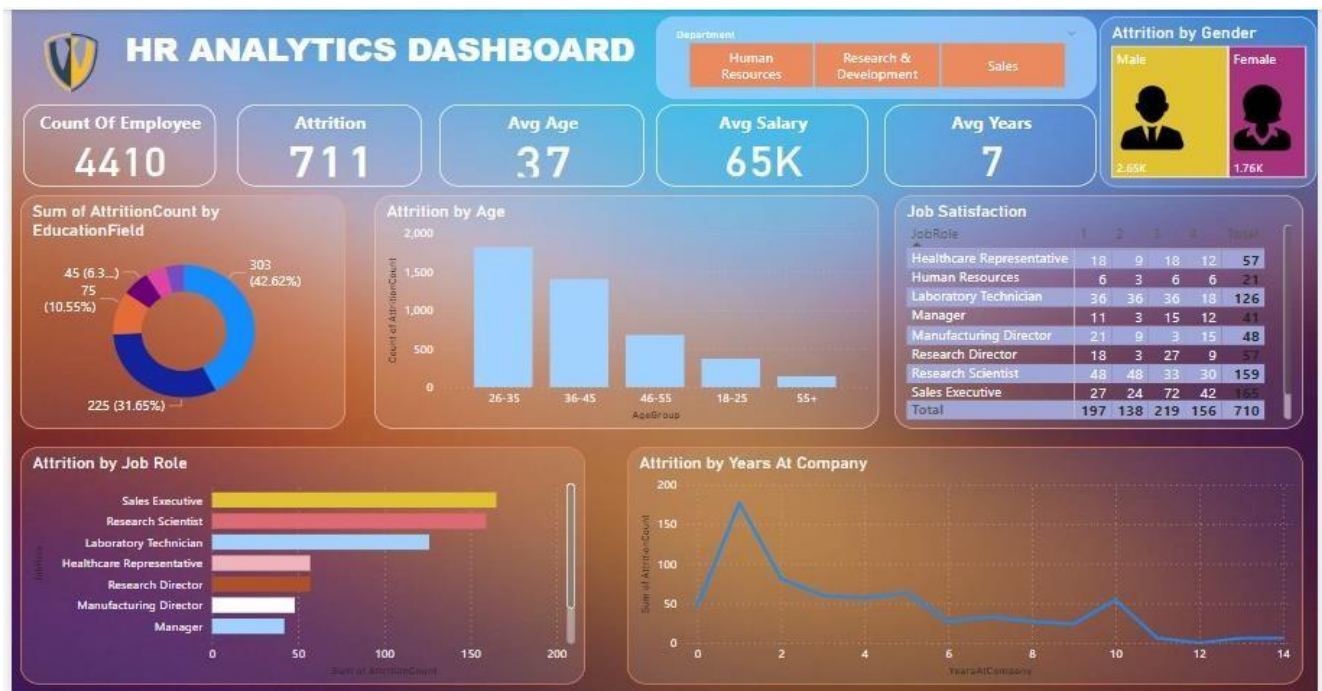 HR ANALYTICS DASHBOARD
Department
Human
Resources
Research &
Development
Sales
Attrition by Gender
Male
Female
2.65K
1.76K
Count Of Employee
4410
Attrition
711
Avg Age
37
Avg Salary
65K
Avg Years
7
Sum of AttritionCount by
EducationField
303
(42.62%)
45 (6.3...)
75
(10.55%)
225 (31.65%)
Attrition by Age
Count of AttritionCount
2,000
1,500
1,000
500
0
26-35 36-45 46-55 18-25 55+
AgeGroup
Job Satisfaction
JobRole 1 2 3 4 Total
Healthcare Representative 18 9 18 12 57
Human Resources 6 3 6 6 21
Laboratory Technician 36 36 36 18 126
Manager 11 3 15 12 41
Manufacturing Director 21 9 3 15 48
Research Director 18 3 27 9 57
Research Scientist 48 48 33 30 159
Sales Executive 27 24 72 42 165
Total 197 138 219 156 710
Attrition by Job Role
JobRole
Sales Executive
Research Scientist
Laboratory Technician
Healthcare Representative
Research Director
Manufacturing Director
Manager
0 50 100 150 200
Sum of AttritionCount
Attrition by Years At Company
Sum of AttritionCount
200
150
100
50
0
0 2 4 6 8 10 12 14
YearsAtCompany